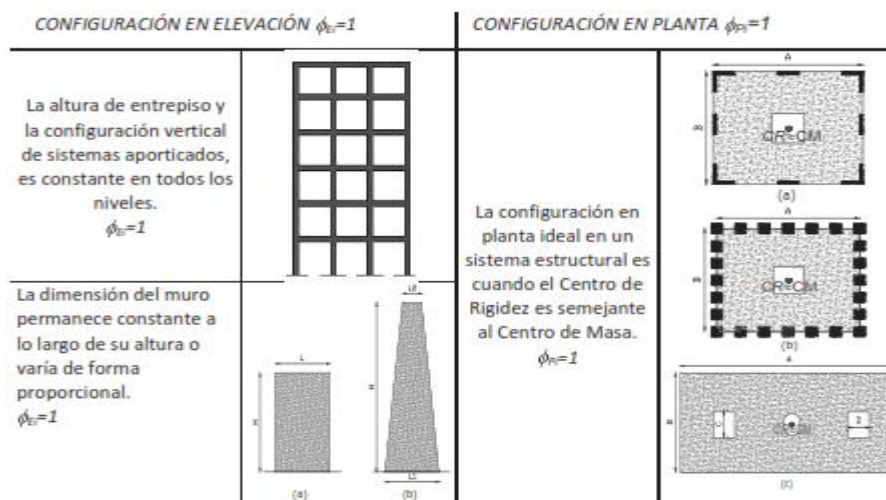 CONFIGURACIÓN EN ELEVACIÓN ϕEi=1
CONFIGURACIÓN EN PLANTA ϕPi=1
La altura de entrepiso y
la configuración vertical
de sistemas aporticados,
es constante en todos los
niveles.
ϕEi=1
La dimensión del muro
permanece constante a
lo largo de su altura o
varía de forma
proporcional.
ϕEi=1
L
H
(a)
H
(b)
La configuración en
planta ideal en un
sistema estructural es
cuando el Centro de
Rigidez es semejante
al Centro de Masa.
ϕPi=1
A
B
CR=CM
(a)
A
B
CR=CM
(b)
A
B
(c)